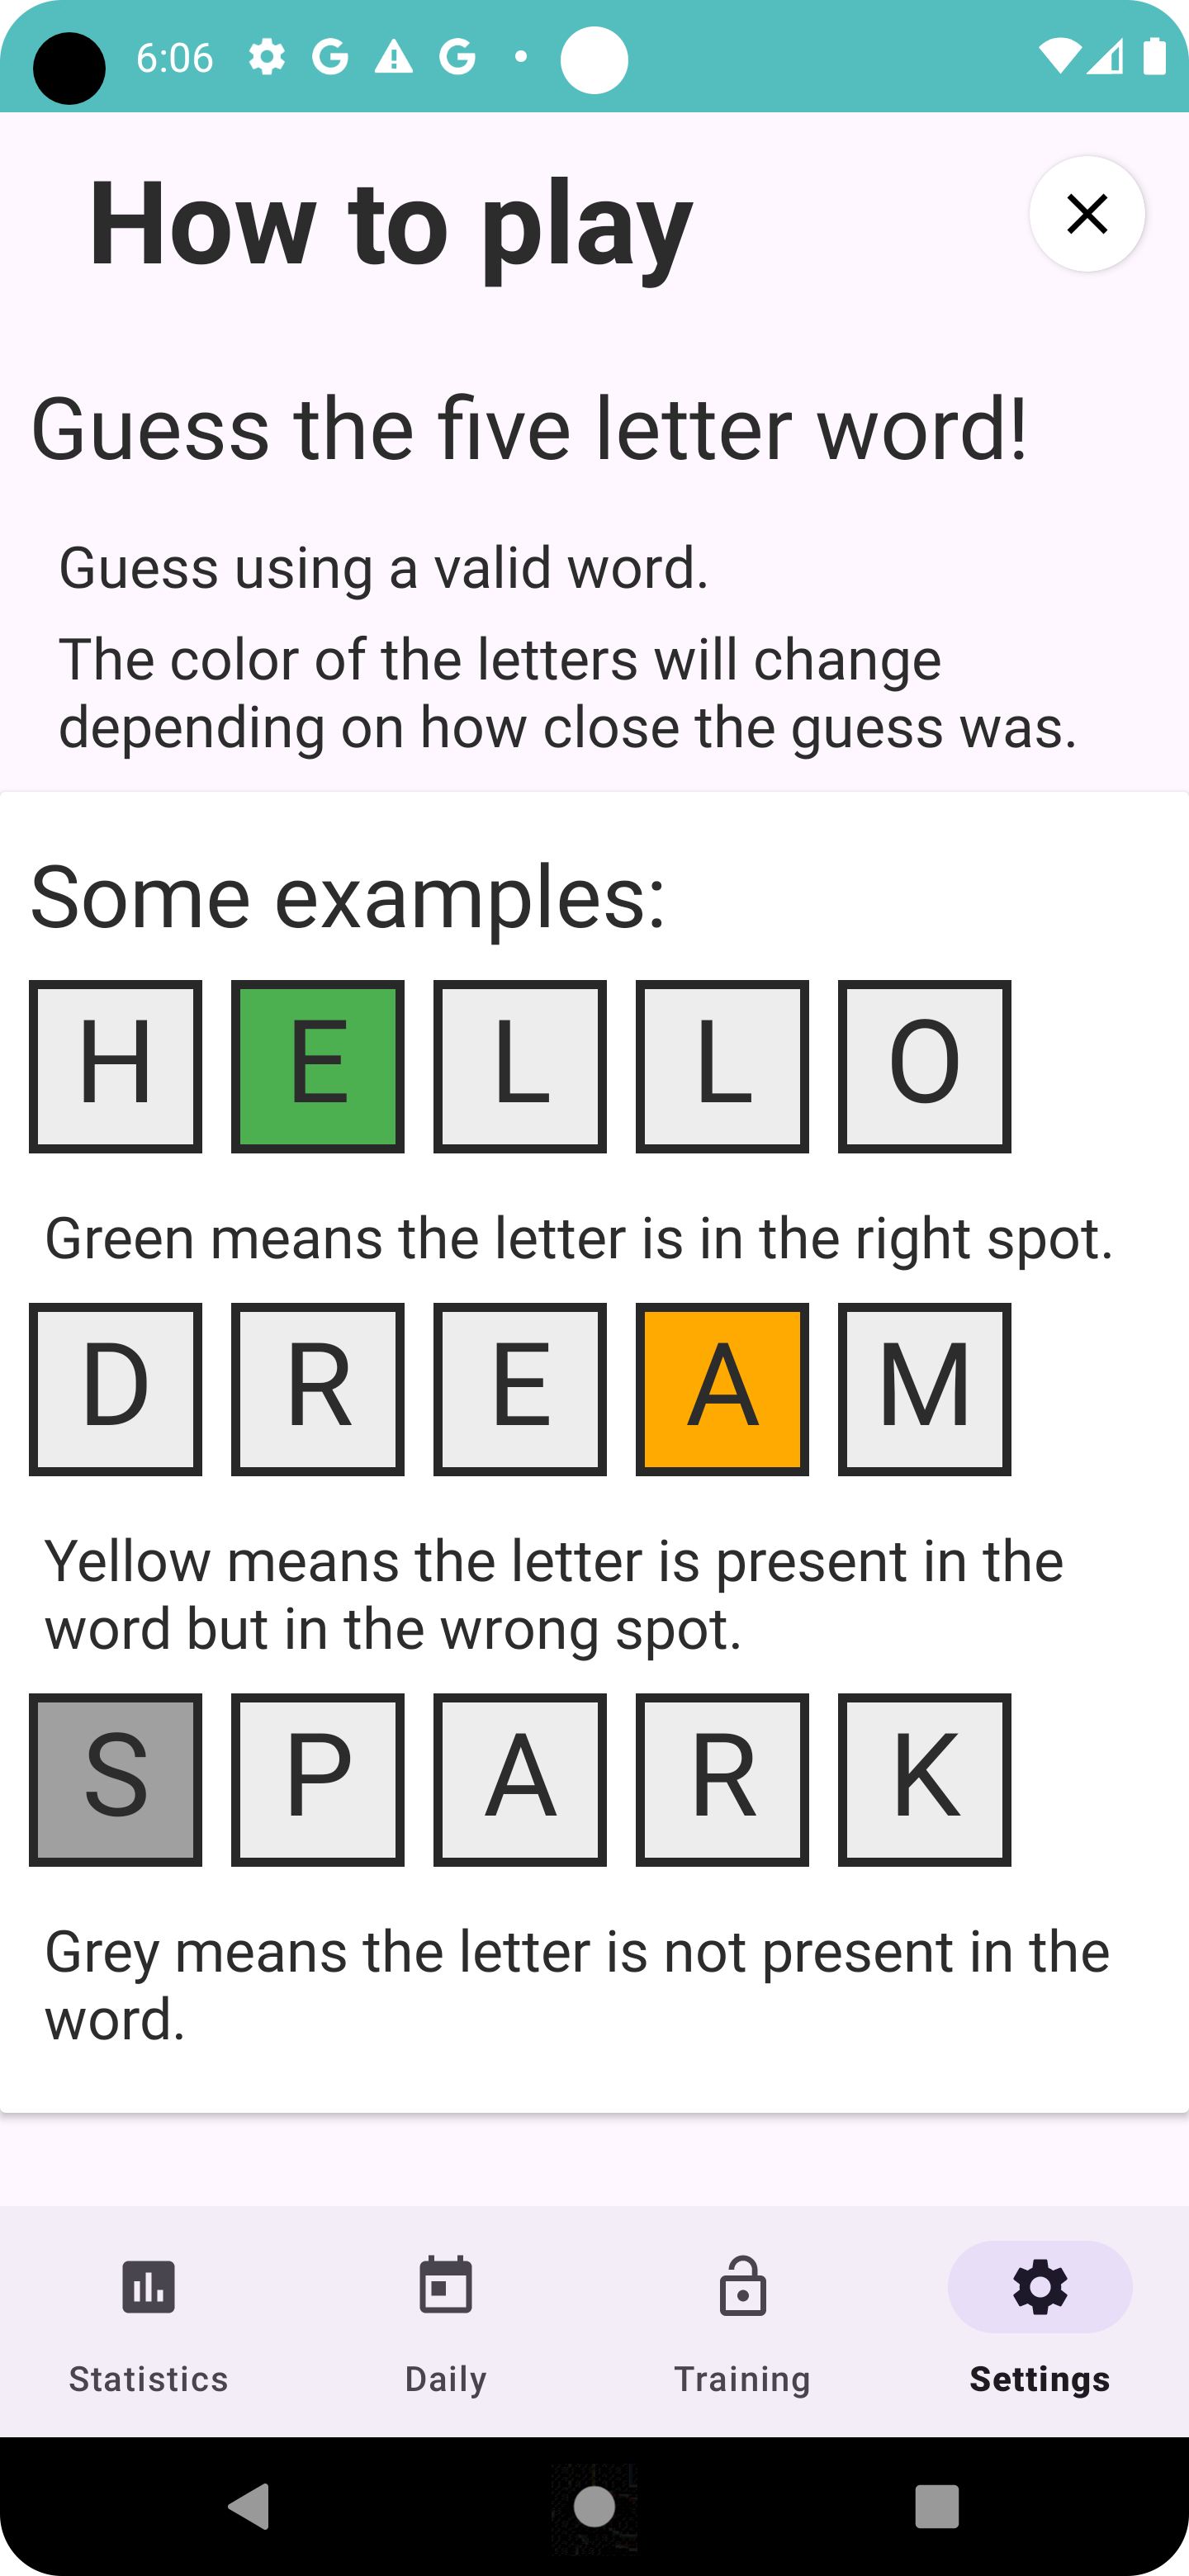 6:06
How to play
Guess the five letter word!
Guess using a valid word.
The color of the letters will change
depending on how close the guess was.
Some examples:
H E L L O
Green means the letter is in the right spot.
D R E A M
Yellow means the letter is present in the
word but in the wrong spot.
S P A R K
Grey means the letter is not present in the
word.
Statistics Daily Training Settings